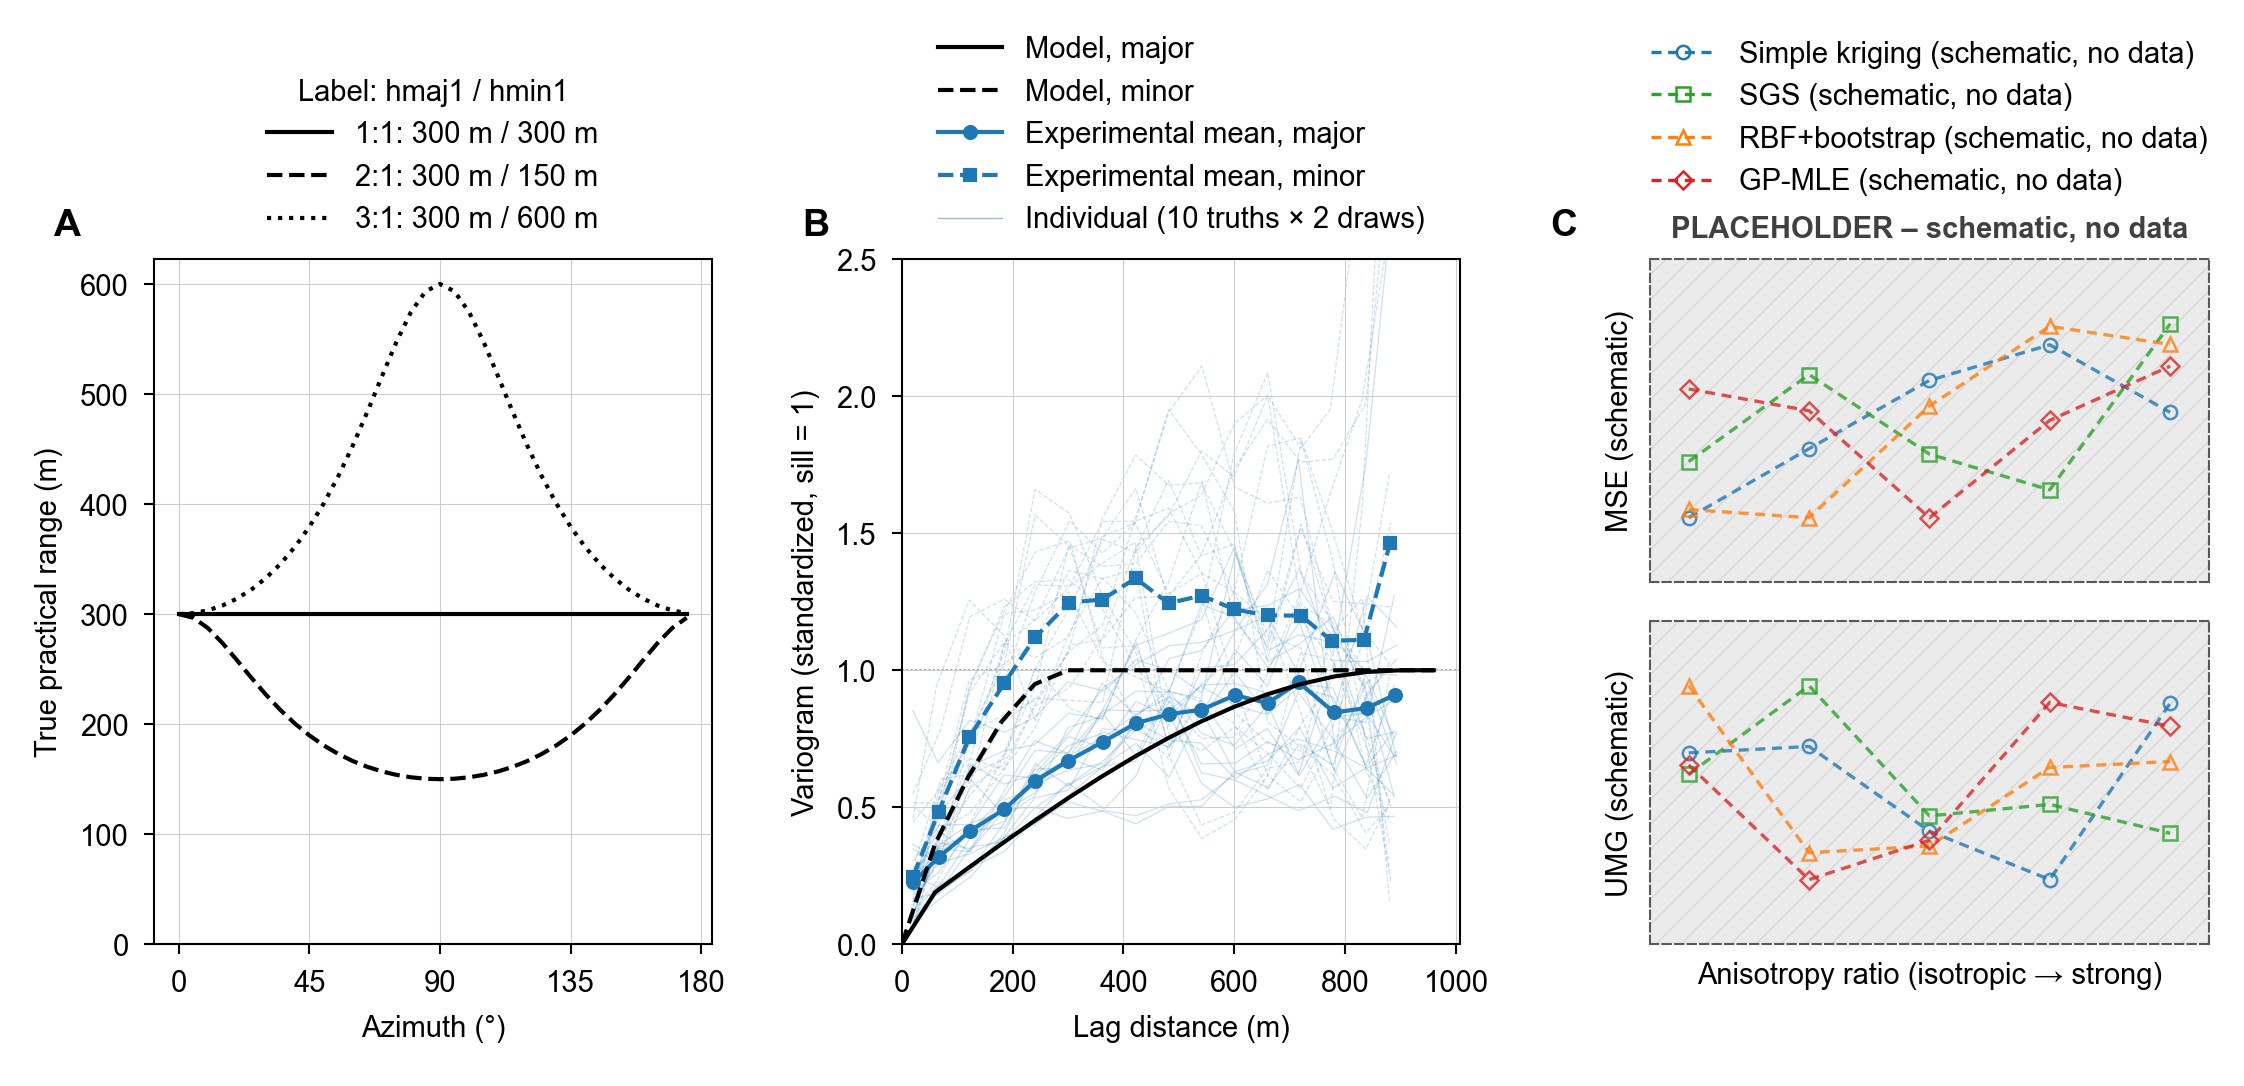 A
Label: hmaj1 / hmin1
1:1: 300 m / 300 m
2:1: 300 m / 150 m
3:1: 300 m / 600 m
True practical range (m)
600
500
400
300
200
100
0
0 45 90 135 180
Azimuth (°)
B
Model, major
Model, minor
Experimental mean, major
Experimental mean, minor
Individual (10 truths × 2 draws)
Variogram (standardized, sill = 1)
2.5
2.0
1.5
1.0
0.5
0.0
0 200 400 600 800 1000
Lag distance (m)
C
Simple kriging (schematic, no data)
SGS (schematic, no data)
RBF+bootstrap (schematic, no data)
GP-MLE (schematic, no data)
PLACEHOLDER – schematic, no data
MSE (schematic)
UMG (schematic)
Anisotropy ratio (isotropic → strong)